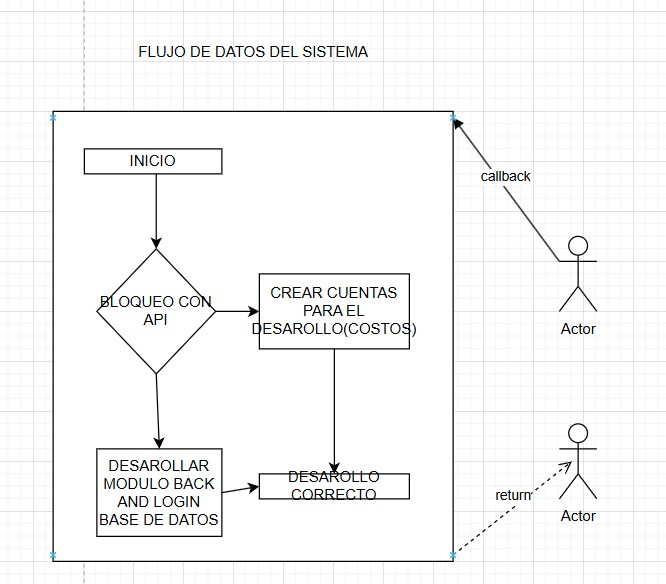 FLUJO DE DATOS DEL SISTEMA
INICIO
callback
BLOQUEO CON
API
CREAR CUENTAS
PARA EL
DESAROLLO(COSTOS)
Actor
DESAROLLAR
MODULO BACK
AND LOGIN
BASE DE DATOS
DESAROLLO
CORRECTO
return
Actor